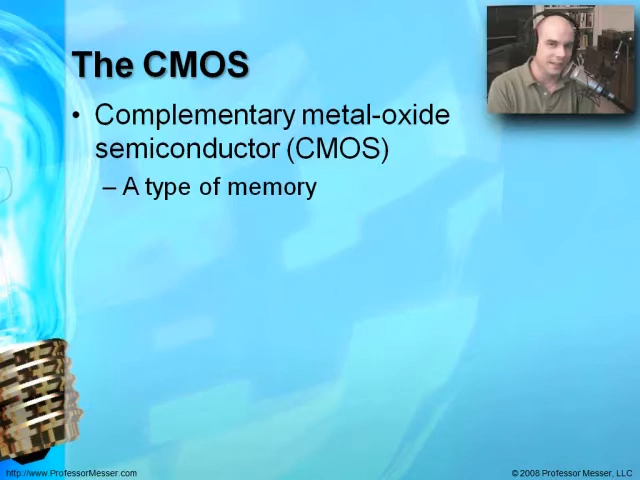 The CMOS
• Complementary metal-oxide
semiconductor (CMOS)
– A type of memory
http://www.ProfessorMesser.com
© 2008 Professor Messer, LLC